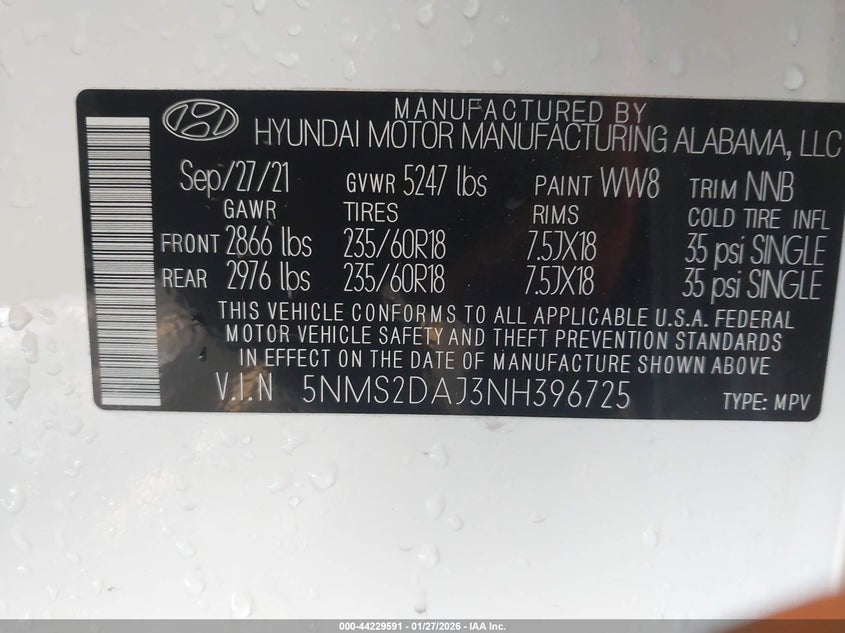 MANUFACTURED BY
HYUNDAI MOTOR MANUFACTURING ALABAMA, LLC
Sep/27/21 GVWR 5247 lbs PAINT WW8 TRIM NNB
GAWR TIRES RIMS COLD TIRE INFL
FRONT 2866 lbs 235/60R18 7.5JX18 35 psi SINGLE
REAR 2976 lbs 235/60R18 7.5JX18 35 psi SINGLE
THIS VEHICLE CONFORMS TO ALL APPLICABLE U.S.A. FEDERAL
MOTOR VEHICLE SAFETY AND THEFT PREVENTION STANDARDS
IN EFFECT ON THE DATE OF MANUFACTURE SHOWN ABOVE
V.I.N 5NMS2DAJ3NH396725 TYPE: MPV
000-44229591 - 01/27/2026 - IAA Inc.